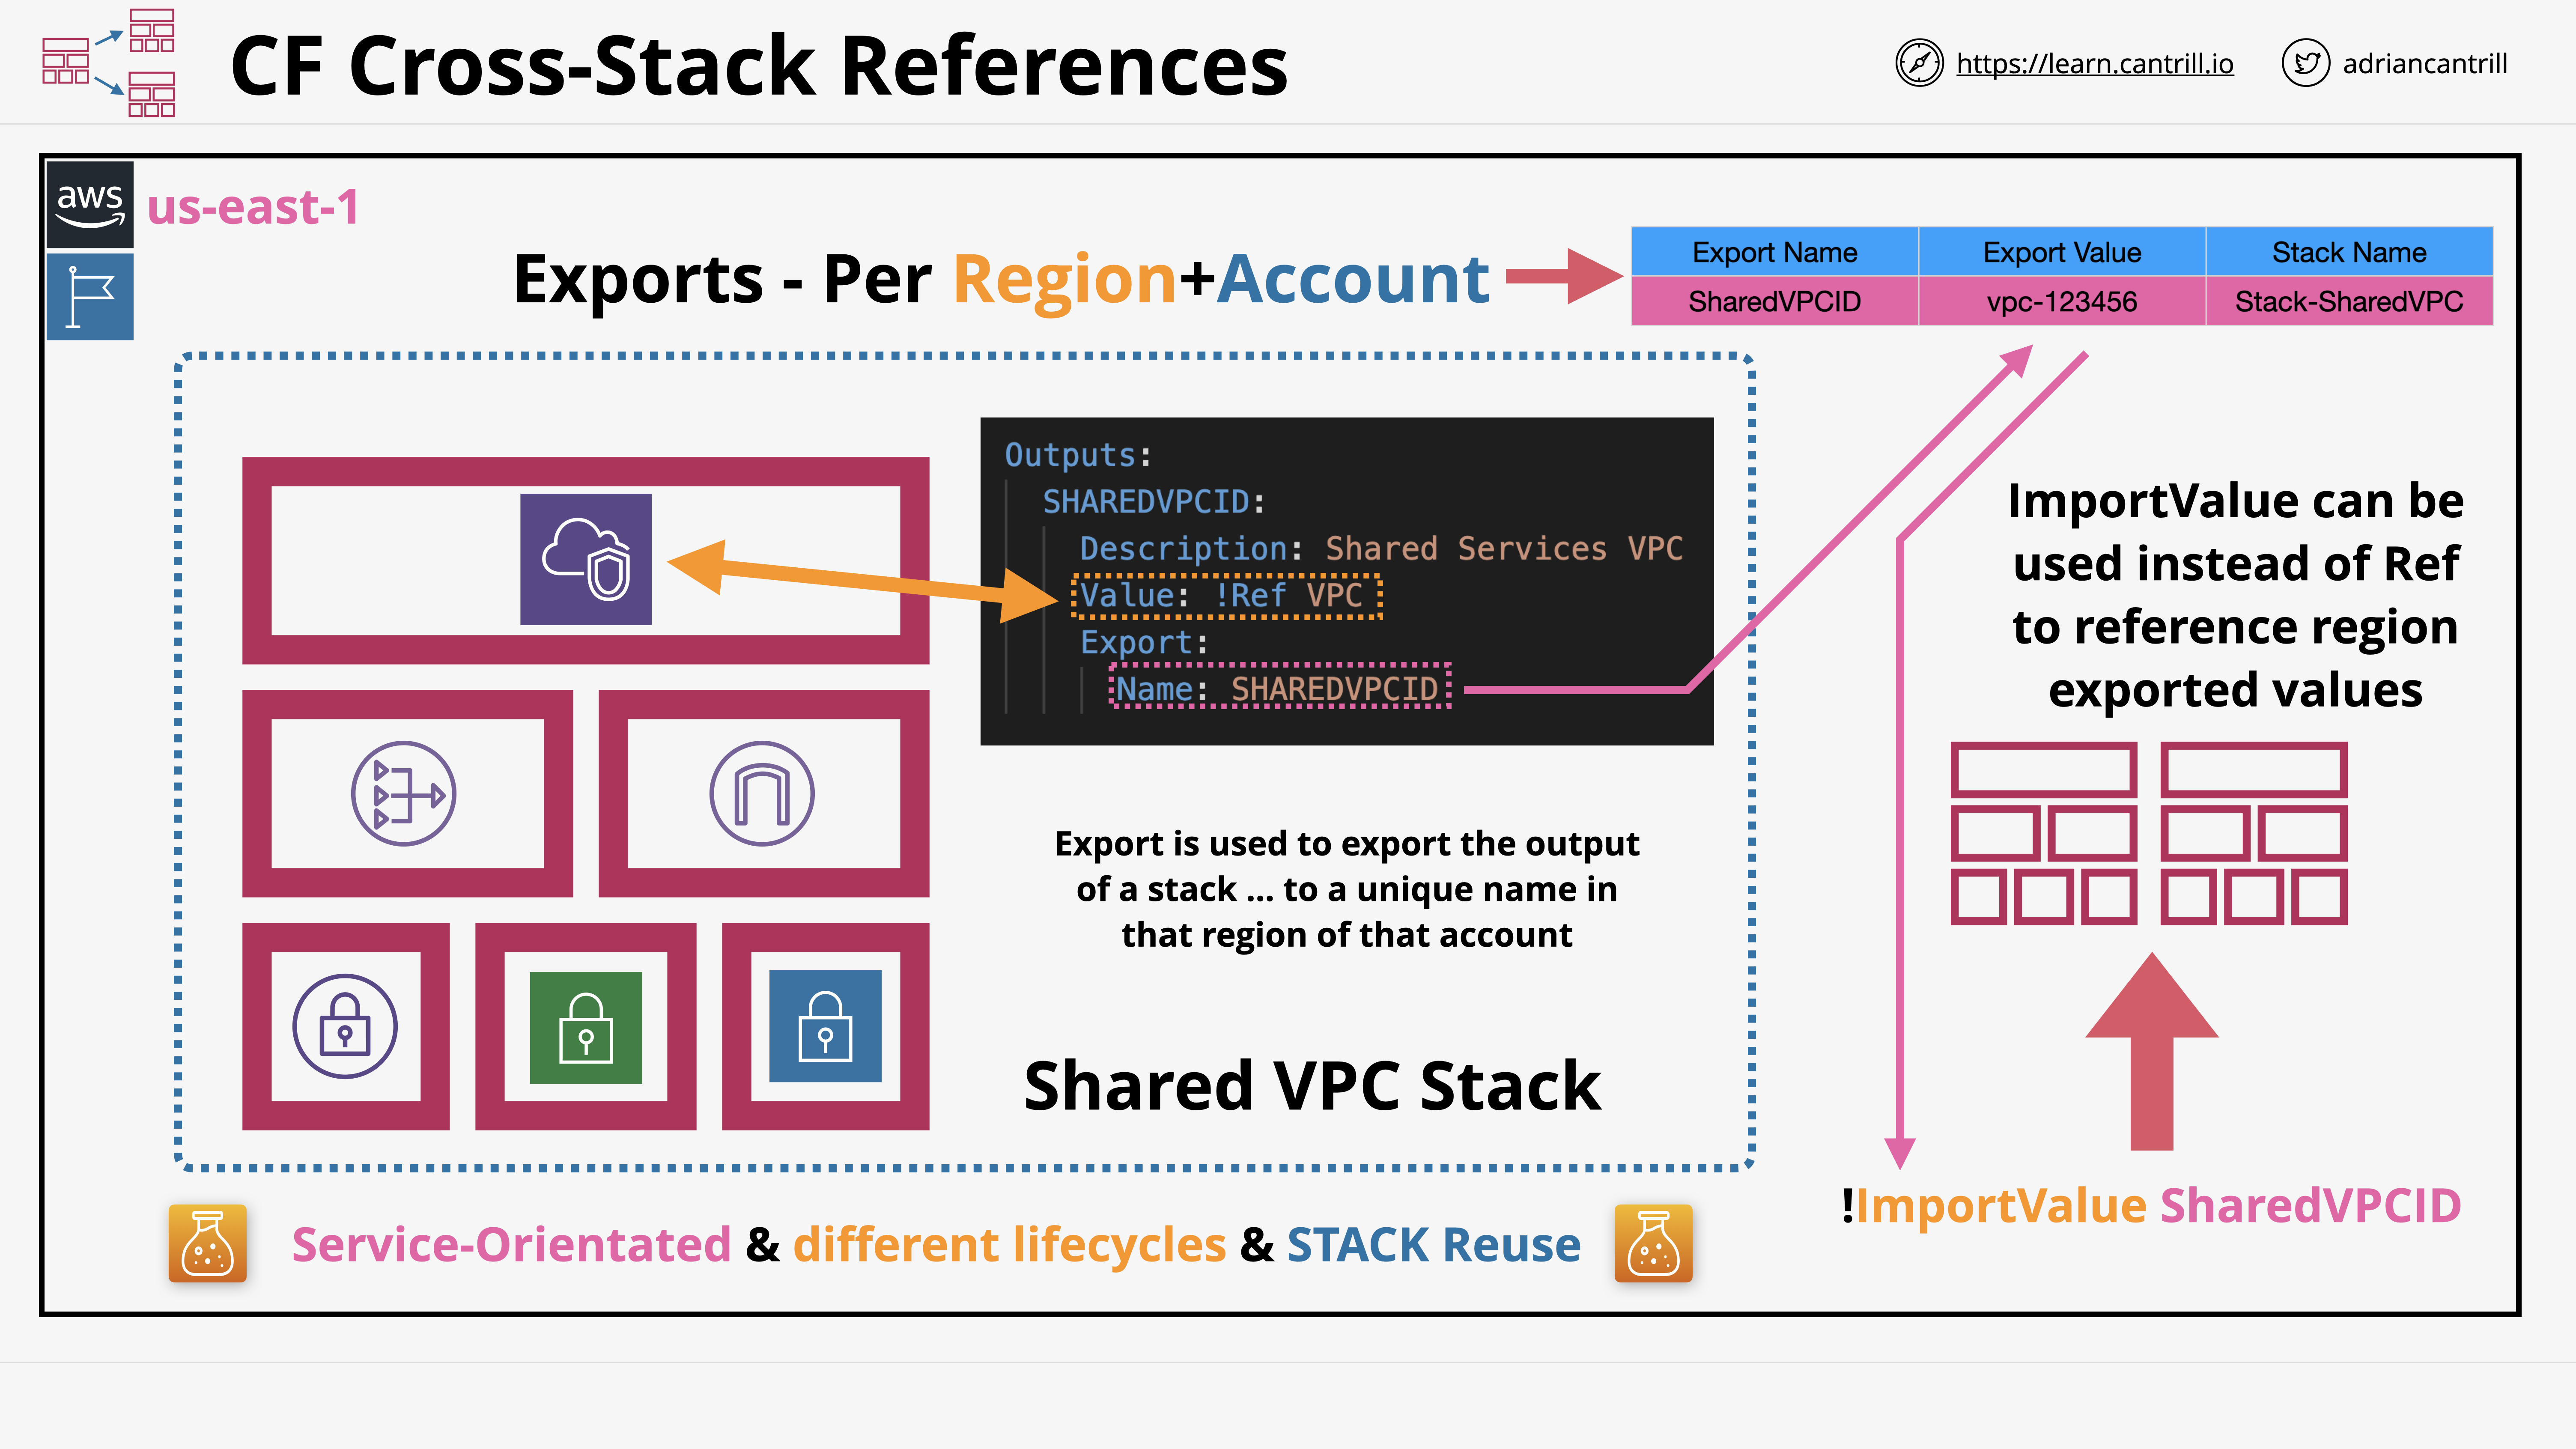 CF Cross-Stack References
https://learn.cantrill.io
adriancantrill
aws
us-east-1
Exports - Per Region+Account
Export Name Export Value Stack Name
SharedVPCID vpc-123456 Stack-SharedVPC
Outputs:
SHAREDVPCID:
Description: Shared Services VPC
Value: !Ref VPC
Export:
Name: SHAREDVPCID
ImportValue can be
used instead of Ref
to reference region
exported values
Export is used to export the output
of a stack ... to a unique name in
that region of that account
Shared VPC Stack
!ImportValue SharedVPCID
Service-Orientated & different lifecycles & STACK Reuse